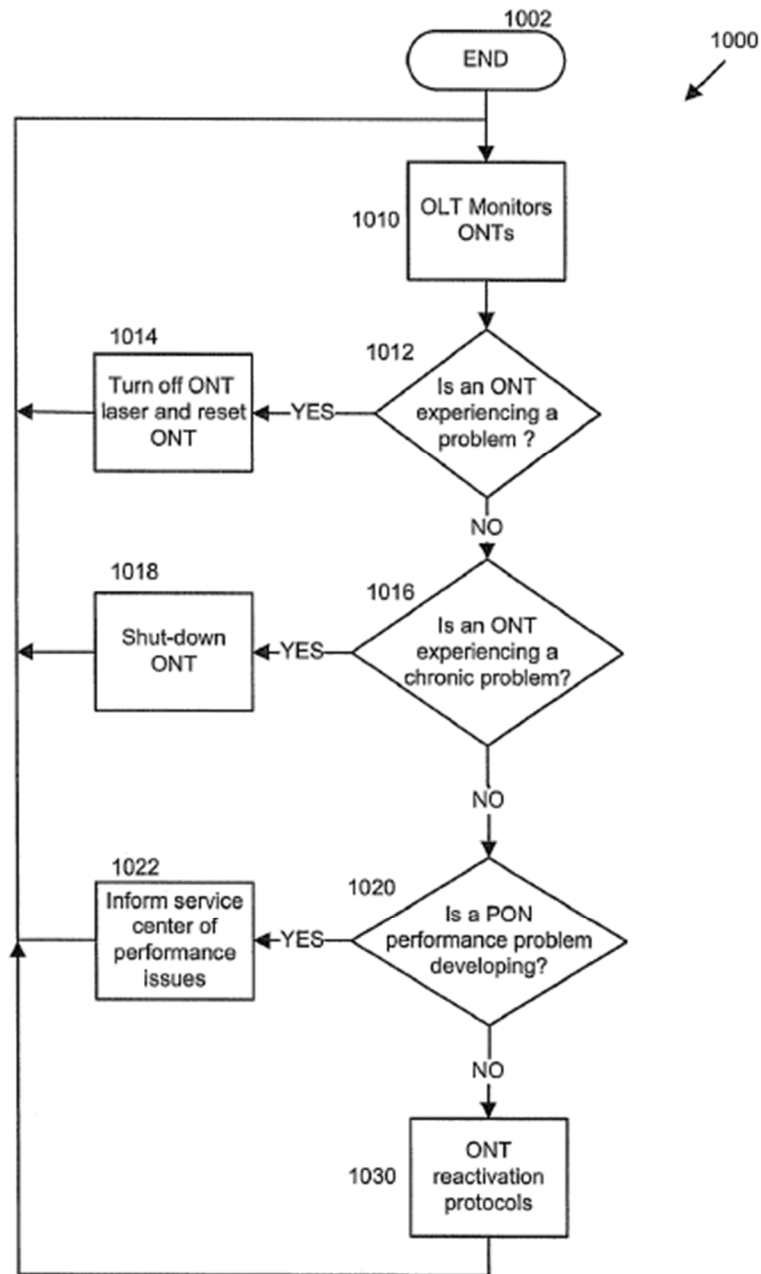 1002
END
1000
1010
OLT Monitors
ONTs
1014
Turn off ONT
laser and reset
ONT
YES
1012
Is an ONT
experiencing a
problem ?
NO
1018
Shut-down
ONT
YES
1016
Is an ONT
experiencing a
chronic problem?
NO
1022
Inform service
center of
performance
issues
YES
1020
Is a PON
performance problem
developing?
NO
1030
ONT
reactivation
protocols